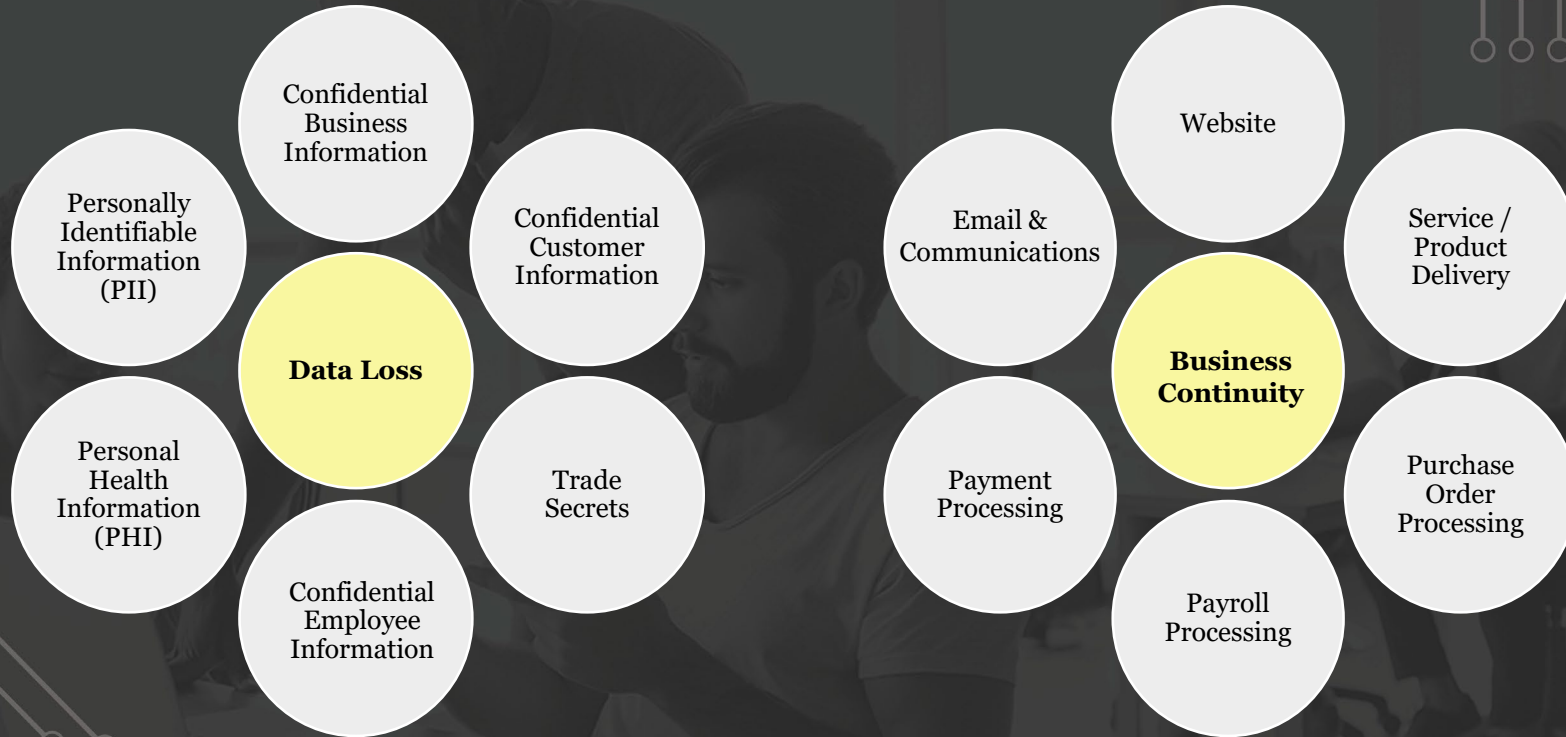 Confidential
Business
Information
Personally
Identifiable
Information
(PII)
Confidential
Customer
Information
Data Loss
Personal
Health
Information
(PHI)
Trade
Secrets
Confidential
Employee
Information
Website
Email &
Communications
Service /
Product
Delivery
Business
Continuity
Payment
Processing
Purchase
Order
Processing
Payroll
Processing